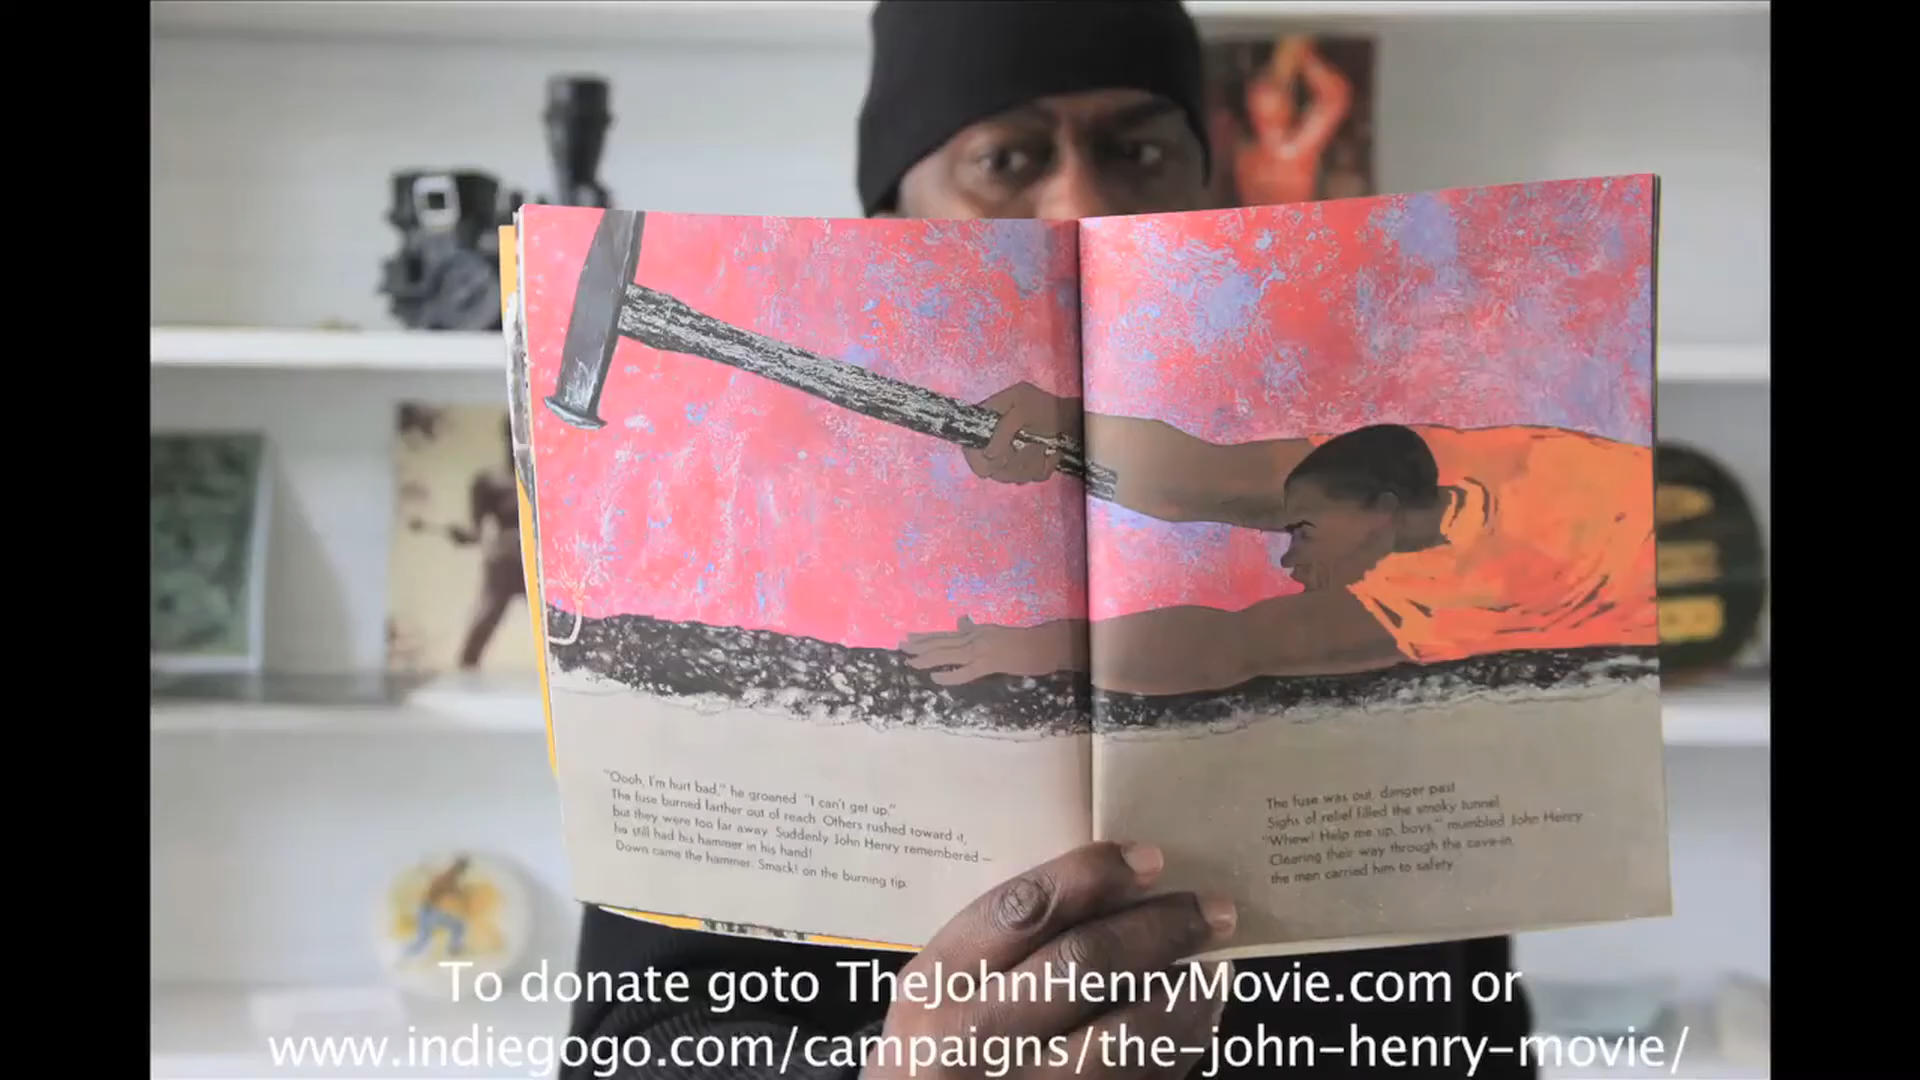 "Oooh, I'm hurt bad," he groaned "I can't get up."
The fuse burned farther out of reach. Others rushed toward it,
but they were too far away. Suddenly John Henry remembered —
he still had his hammer in his hand!
Down came the hammer. Smack! on the burning tip.
The fuse was out, danger past
Sighs of relief filled the smoky tunnel
"Whew! Help me up, boys," mumbled John Henry
Clearing their way through the cave-in,
the men carried him to safety.
To donate goto TheJohnHenryMovie.com or
www.indiegogo.com/campaigns/the-john-henry-movie/